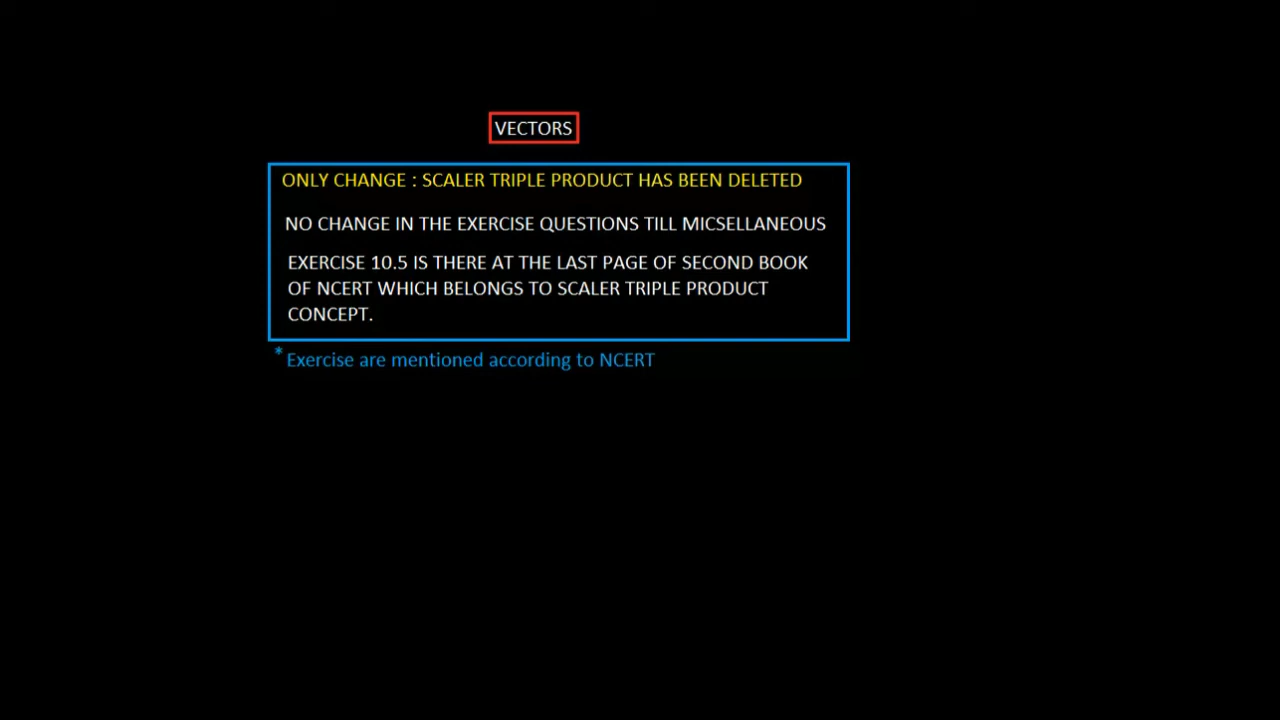 VECTORS
ONLY CHANGE : SCALER TRIPLE PRODUCT HAS BEEN DELETED
NO CHANGE IN THE EXERCISE QUESTIONS TILL MICSELLANEOUS
EXERCISE 10.5 IS THERE AT THE LAST PAGE OF SECOND BOOK
OF NCERT WHICH BELONGS TO SCALER TRIPLE PRODUCT
CONCEPT.
*Exercise are mentioned according to NCERT